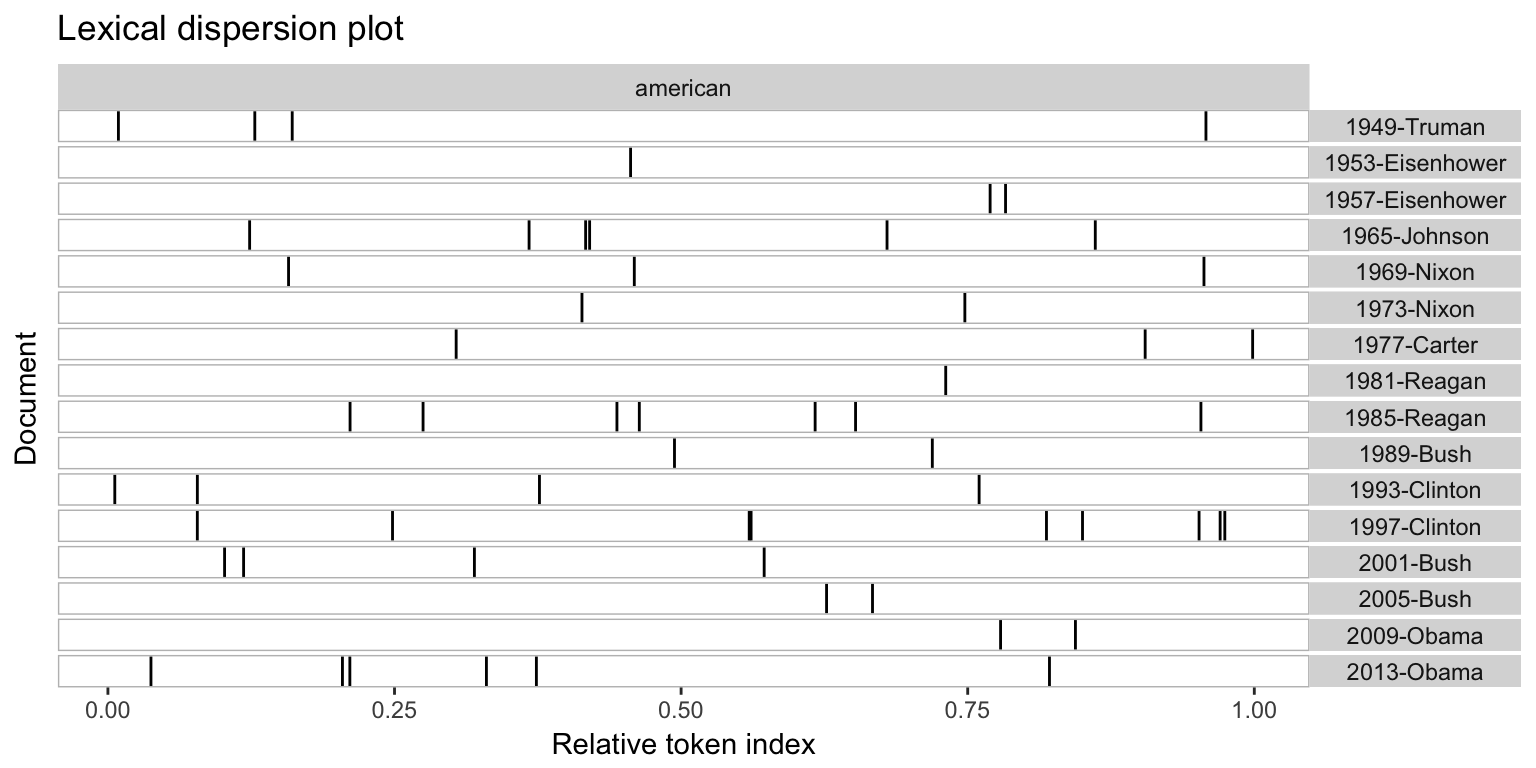 Lexical dispersion plot
american
1949-Truman
1953-Eisenhower
1957-Eisenhower
1965-Johnson
1969-Nixon
1973-Nixon
1977-Carter
1981-Reagan
1985-Reagan
1989-Bush
1993-Clinton
1997-Clinton
2001-Bush
2005-Bush
2009-Obama
2013-Obama
Document
0.00 0.25 0.50 0.75 1.00
Relative token index